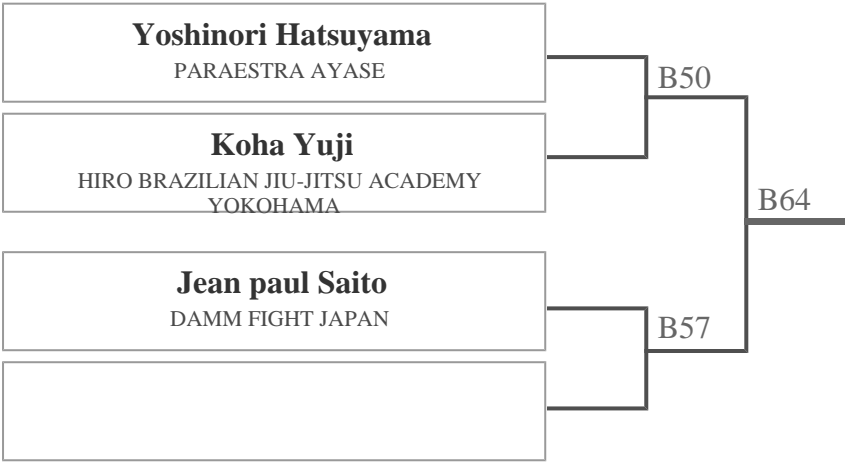 Yoshinori Hatsuyama
PARAESTRA AYASE
B50
Koha Yuji
HIRO BRAZILIAN JIU-JITSU ACADEMY
YOKOHAMA
B64
Jean paul Saito
DAMM FIGHT JAPAN
B57